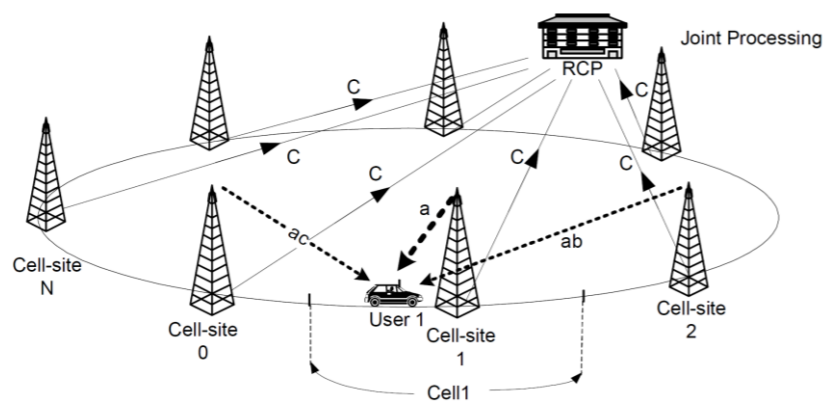 Joint Processing
RCP
C
C
C
C
C
C
C
a
ac
ab
Cell-site
N
Cell-site
0
User 1
Cell-site
1
Cell-site
2
Cell1